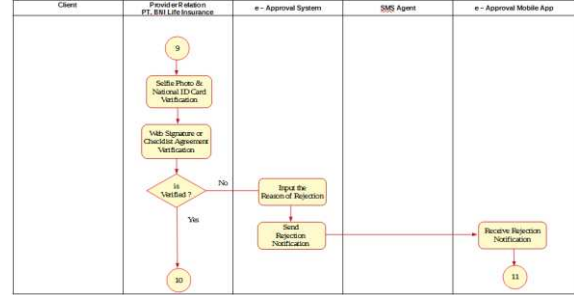 Client
Provider Relation
PT. BNI Life Insurance
e – Approval System
SMS Agent
e – Approval Mobile App
9
Selfie Photo &
National ID Card
Verification
Web Signature or
Checklist Agreement
Verification
is
Verified ?
No
Yes
Input the
Reason of Rejection
Send
Rejection
Notification
Receive Rejection
Notification
10
11